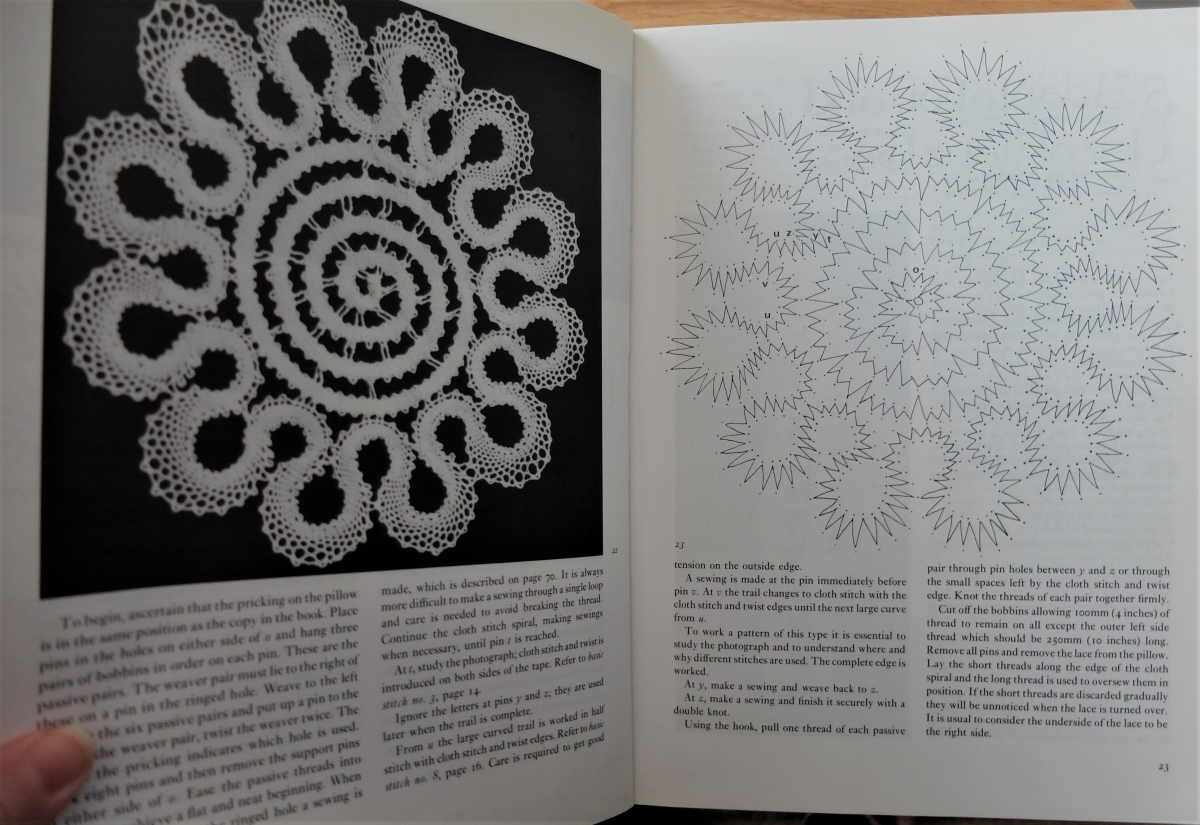 22
To begin, ascertain that the pricking on the pillow
is in the same position as the copy in the book. Place
pins in the holes on either side of o and hang three
pairs of bobbins in order on each pin. These are the
passive pairs. The weaver pair must lie to the right of
these on a pin in the ringed hole. Weave to the left
the six passive pairs and put up a pin to the
the weaver pair, twist the weaver twice. The
the pricking indicates which hole is used.
eight pins and then remove the support pins
either side of o. Ease the passive threads into
a flat and neat beginning. When
the ringed hole a sewing is
made, which is described on page 70. It is always
more difficult to make a sewing through a single loop
and care is needed to avoid breaking the thread.
Continue the cloth stitch spiral, making sewings
when necessary, until pin t is reached.
At t, study the photograph; cloth stitch and twist is
introduced on both sides of the tape. Refer to basic
stitch no. 3, page 14.
Ignore the letters at pins y and z; they are used
later when the trail is complete.
From u the large curved trail is worked in half
stitch with cloth stitch and twist edges. Refer to basic
stitch no. 8, page 16. Care is required to get good
u z y t
o
v
u
23
tension on the outside edge.
A sewing is made at the pin immediately before
pin v. At v the trail changes to cloth stitch with the
cloth stitch and twist edges until the next large curve
from u.
To work a pattern of this type it is essential to
study the photograph and to understand where and
why different stitches are used. The complete edge is
worked.
At y, make a sewing and weave back to z.
At z, make a sewing and finish it securely with a
double knot.
Using the hook, pull one thread of each passive
pair through pin holes between y and z or through
the small spaces left by the cloth stitch and twist
edge. Knot the threads of each pair together firmly.
Cut off the bobbins allowing 100mm (4 inches) of
thread to remain on all except the outer left side
thread which should be 250mm (10 inches) long.
Remove all pins and remove the lace from the pillow.
Lay the short threads along the edge of the cloth
spiral and the long thread is used to oversew them in
position. If the short threads are discarded gradually
they will be unnoticed when the lace is turned over.
It is usual to consider the underside of the lace to be
the right side.
23